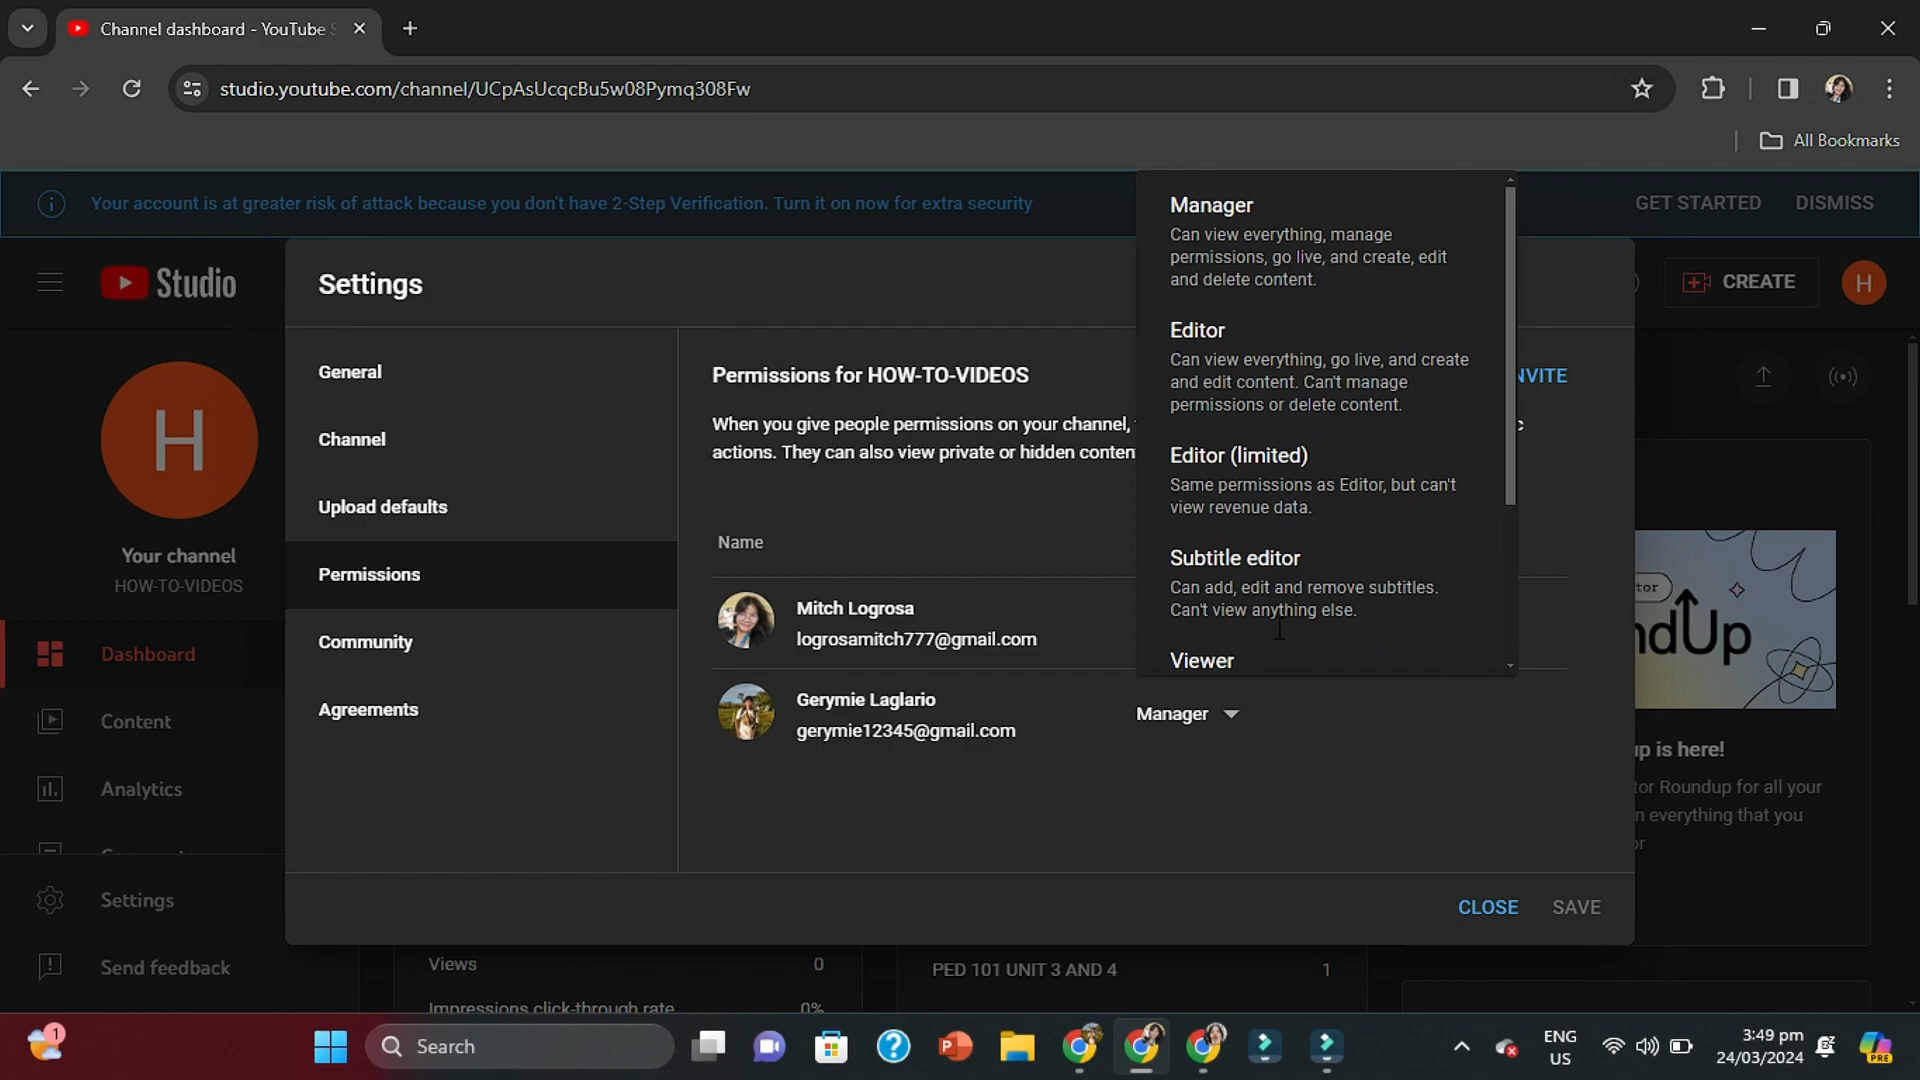 Channel dashboard - YouTube
studio.youtube.com/channel/UCpAsUcqcBu5w08Pymq308Fw
All Bookmarks
Your account is at greater risk of attack because you don't have 2-Step Verification. Turn it on now for extra security
GET STARTED
DISMISS
Studio
CREATE
H
H
Your channel
HOW-TO-VIDEOS
Dashboard
Content
Analytics
Settings
Send feedback
Settings
General
Channel
Upload defaults
Permissions
Community
Agreements
Permissions for HOW-TO-VIDEOS
When you give people permissions on your channel,
actions. They can also view private or hidden conten
Name
Mitch Logrosa
logrosamitch777@gmail.com
Gerymie Laglario
gerymie12345@gmail.com
Manager
Manager
Can view everything, manage
permissions, go live, and create, edit
and delete content.
Editor
Can view everything, go live, and create
and edit content. Can't manage
permissions or delete content.
Editor (limited)
Same permissions as Editor, but can't
view revenue data.
Subtitle editor
Can add, edit and remove subtitles.
Can't view anything else.
Viewer
NVITE
CLOSE
SAVE
tor
ndUp
up is here!
tor Roundup for all your
n everything that you
or
Views 0
Impressions click-through rate 0%
PED 101 UNIT 3 AND 4 1
1
Search
ENG
US
3:49 pm
24/03/2024
PRE